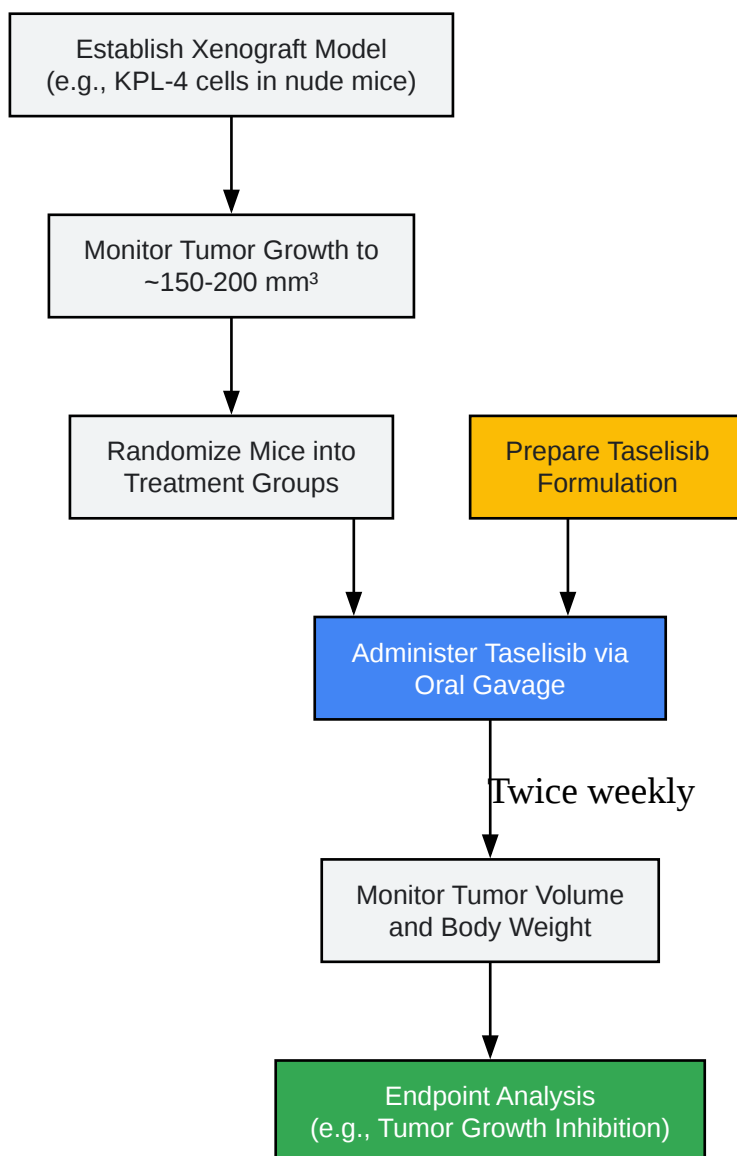 Establish Xenograft Model
(e.g., KPL-4 cells in nude mice)
Monitor Tumor Growth to
~150-200 mm³
Randomize Mice into
Treatment Groups
Prepare Taselisib
Formulation
Administer Taselisib via
Oral Gavage
Twice weekly
Monitor Tumor Volume
and Body Weight
Endpoint Analysis
(e.g., Tumor Growth Inhibition)